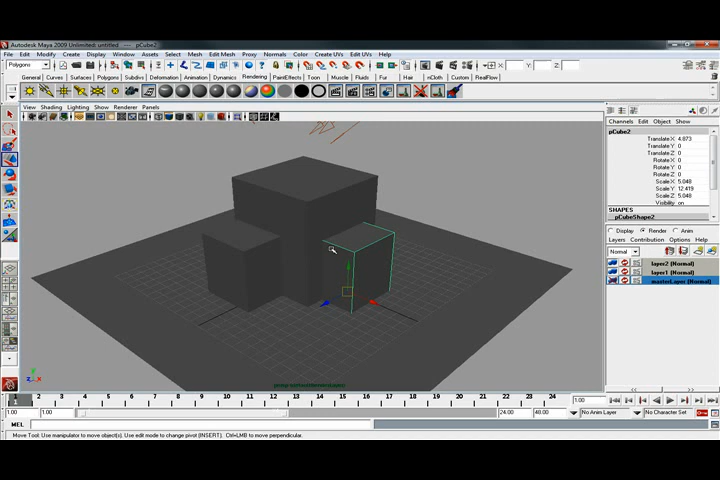 Autodesk Maya 2009 Unlimited: untitled --- pCube2
File Edit Modify Create Display Window Assets Select Mesh Edit Mesh Proxy Normals Color Create UVs Edit UVs Help
Polygons
X: Y: Z:
General Curves Surfaces Polygons Subdivs Deformation Animation Dynamics Rendering PaintEffects Toon Muscle Fluids Fur Hair nCloth Custom RealFlow
View Shading Lighting Show Renderer Panels
Channels Edit Object Show
pCube2
Translate X 4.873
Translate Y 0
Translate Z 0
Rotate X 0
Rotate Y 0
Rotate Z 0
Scale X 5.048
Scale Y 12.419
Scale Z 5.048
Visibility on
SHAPES
pCubeShape2
Display Render Anim
Layers Contribution Options Help
Normal
layer2 (Normal)
layer1 (Normal)
masterLayer (Normal)
1 2 3 4 5 6 7 8 9 10 11 12 13 14 15 16 17 18 19 20 21 22 23 24
1
1.00
1.00 1.00 24.00 48.00 No Anim Layer No Character Set
MEL
Move Tool: Use manipulator to move object(s). Use edit mode to change pivot (INSERT). Ctrl+LMB to move perpendicular.